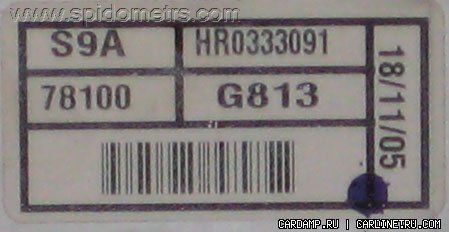 www.spidometrs.com
S9A
HR0333091
78100
G813
18/11/05
CARDAMP.RU | CARDINETRU.COM